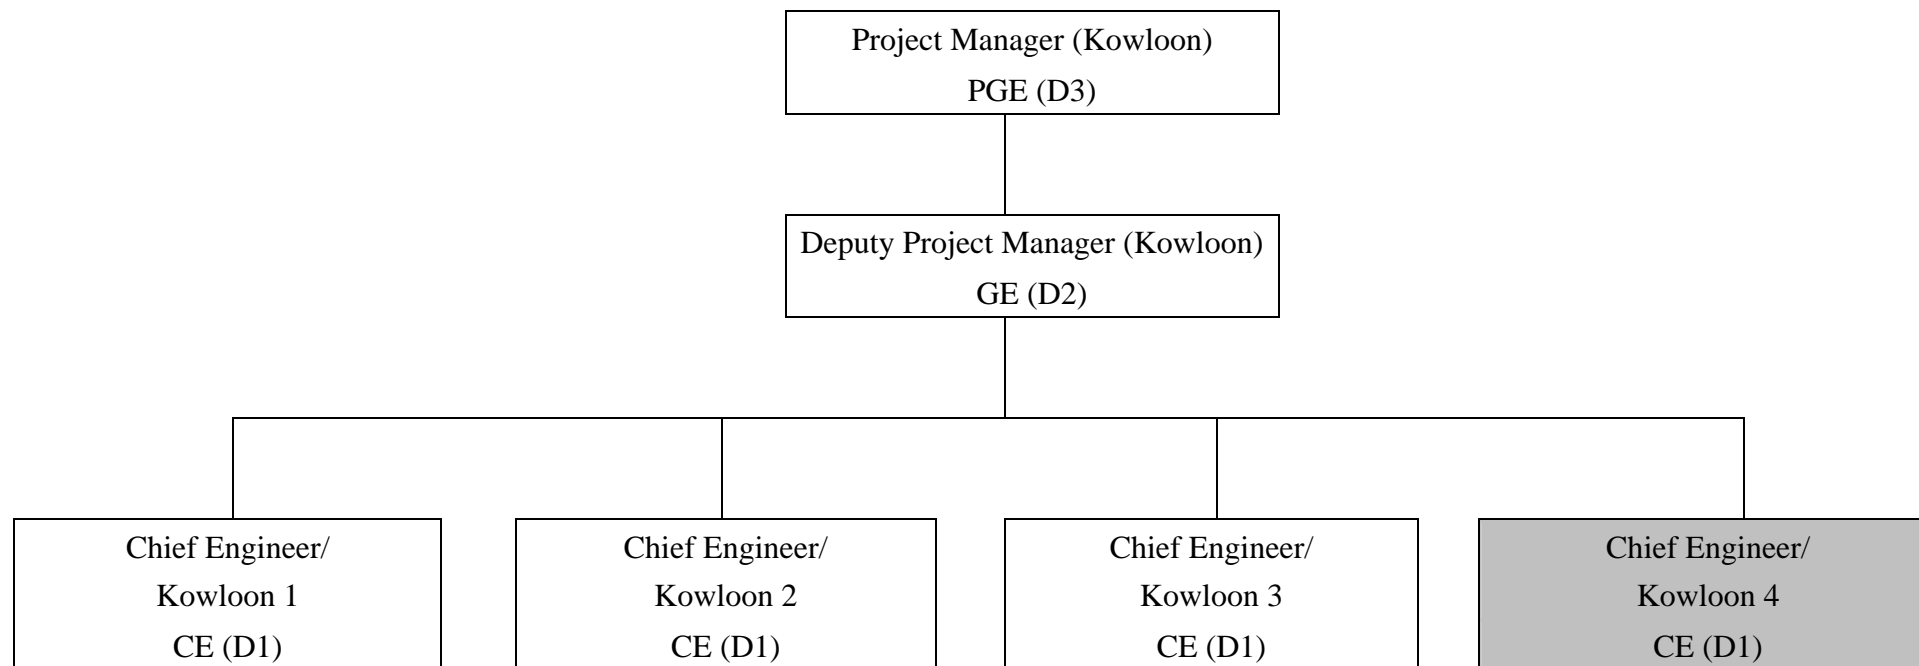 Project Manager (Kowloon)
PGE (D3)
Deputy Project Manager (Kowloon)
GE (D2)
Chief Engineer/
Kowloon 1
CE (D1)
Chief Engineer/
Kowloon 2
CE (D1)
Chief Engineer/
Kowloon 3
CE (D1)
Chief Engineer/
Kowloon 4
CE (D1)